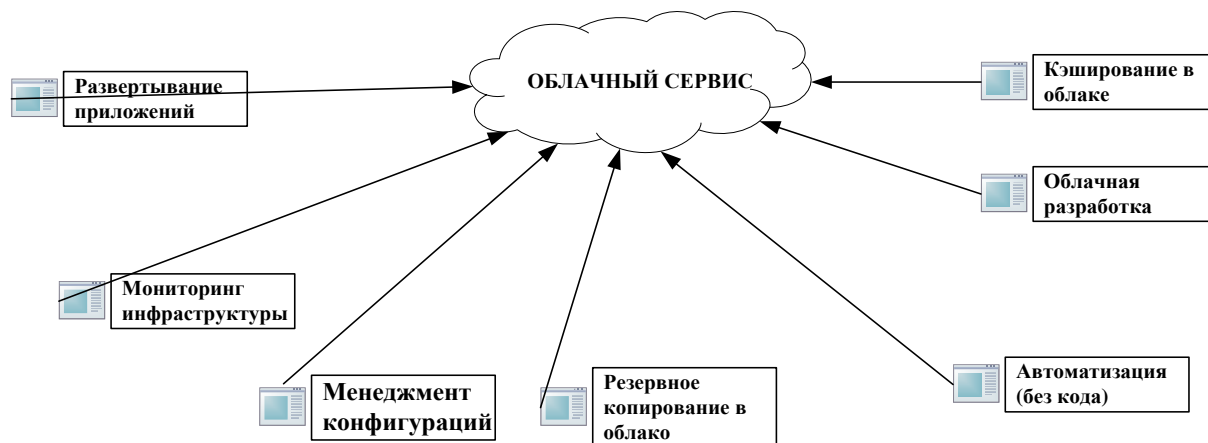 ОБЛАЧНЫЙ СЕРВИС
Развертывание
приложений
Кэширование в
облаке
Облачная
разработка
Мониторинг
инфраструктуры
Менеджмент
конфигураций
Резервное
копирование в
облако
Автоматизация
(без кода)